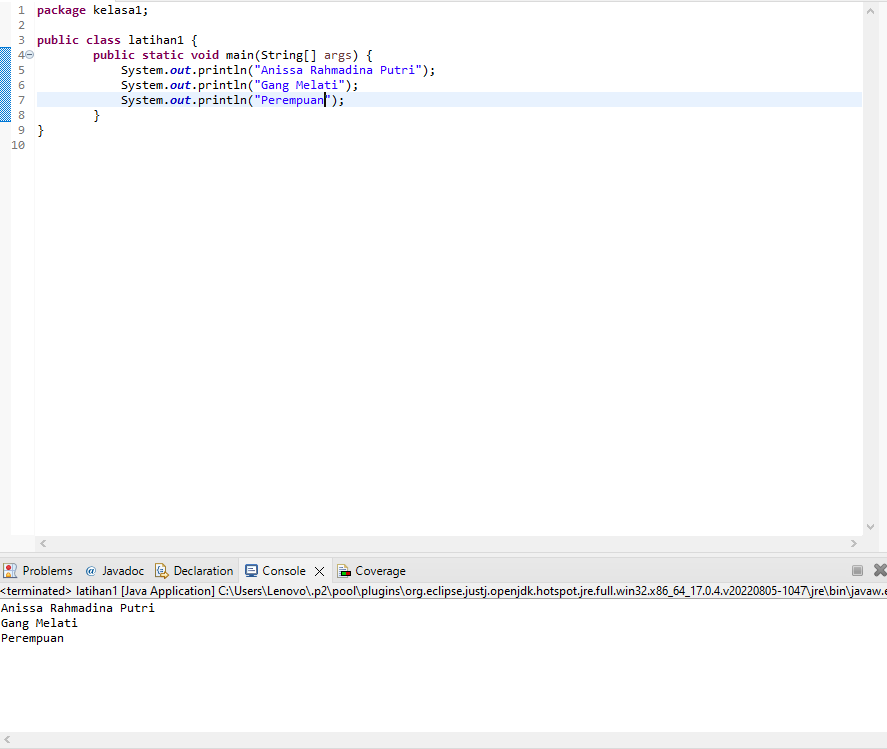 1 package kelasa1;
2
3 public class latihan1 {
4 public static void main(String[] args) {
5 System.out.println("Anissa Rahmadina Putri");
6 System.out.println("Gang Melati");
7 System.out.println("Perempuan");
8 }
9 }
10
Problems @ Javadoc Declaration Console Coverage
<terminated> latihan1 [Java Application] C:\Users\Lenovo\.p2\pool\plugins\org.eclipse.justj.openjdk.hotspot.jre.full.win32.x86_64_17.0.4.v20220805-1047\jre\bin\javaw.e
Anissa Rahmadina Putri
Gang Melati
Perempuan